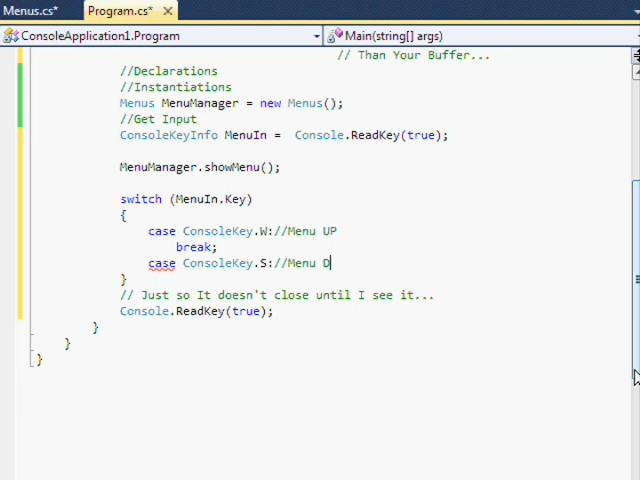 Menus.cs* Program.cs*
ConsoleApplication1.Program Main(string[] args)
// Than Your Buffer...
//Declarations
//Instantiations
Menus MenuManager = new Menus();
//Get Input
ConsoleKeyInfo MenuIn =  Console.ReadKey(true);
MenuManager.showMenu();
switch (MenuIn.Key)
{
case ConsoleKey.W://Menu UP
break;
case ConsoleKey.S://Menu D
}
// Just so It doesn't close until I see it...
Console.ReadKey(true);
}
}
}